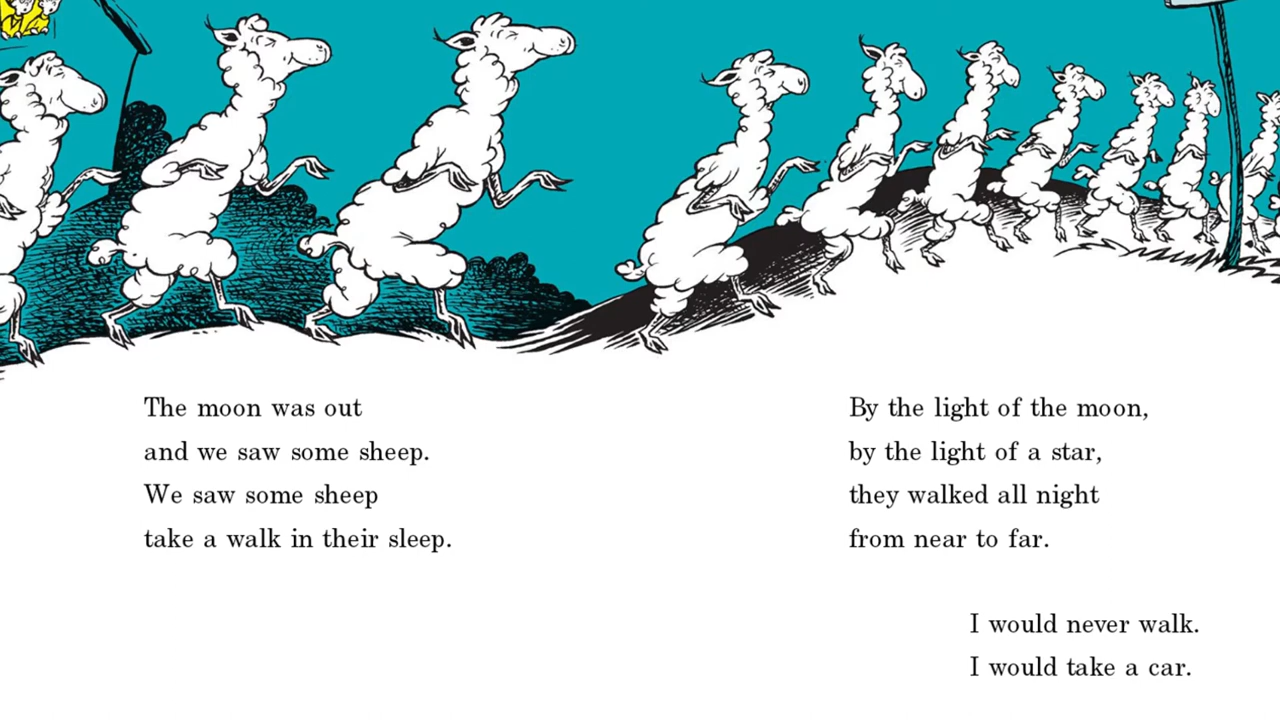 The moon was out
and we saw some sheep.
We saw some sheep
take a walk in their sleep.
By the light of the moon,
by the light of a star,
they walked all night
from near to far.
I would never walk.
I would take a car.